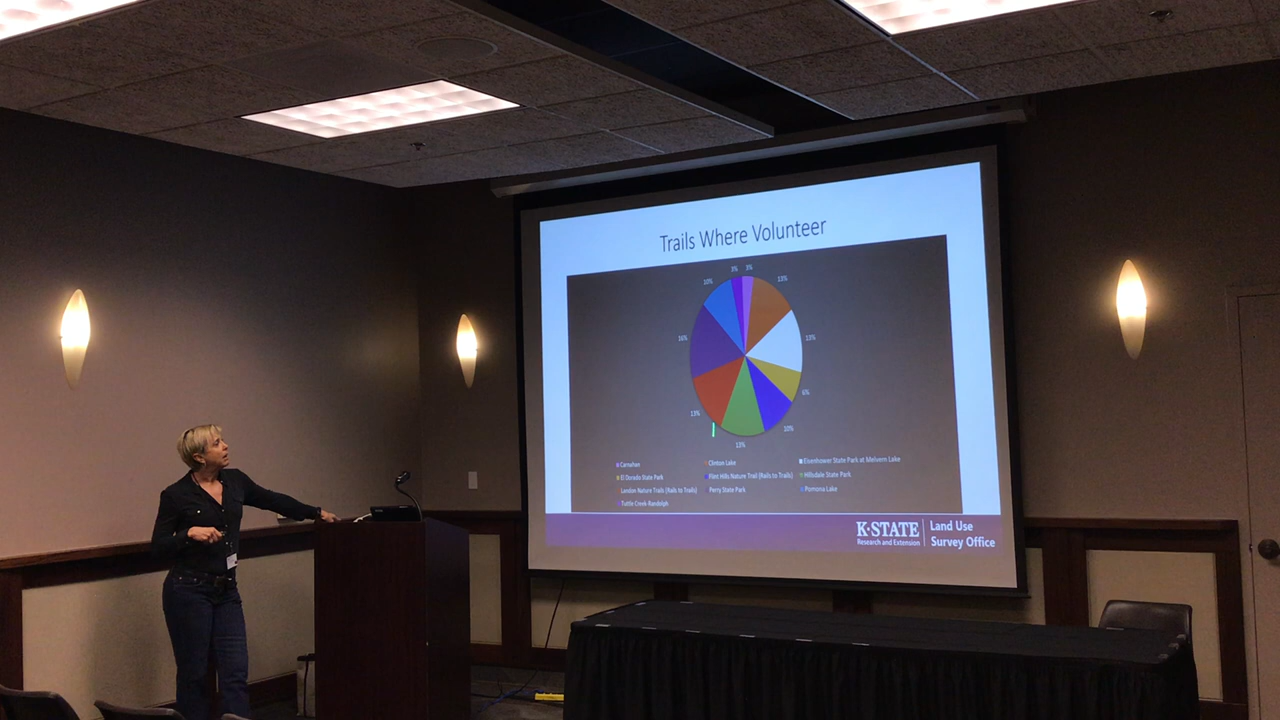 Trails Where Volunteer
3% 3%
10% 13%
16% 13%
6%
13% 10%
13%
Carnahan Clinton Lake Eisenhower State Park at Melvern Lake
El Dorado State Park Flint Hills Nature Trail (Rails to Trails) Hillsdale State Park
Landon Nature Trails (Rails to Trails) Perry State Park Pomona Lake
Tuttle Creek-Randolph
K-STATE
Research and Extension
Land Use
Survey Office